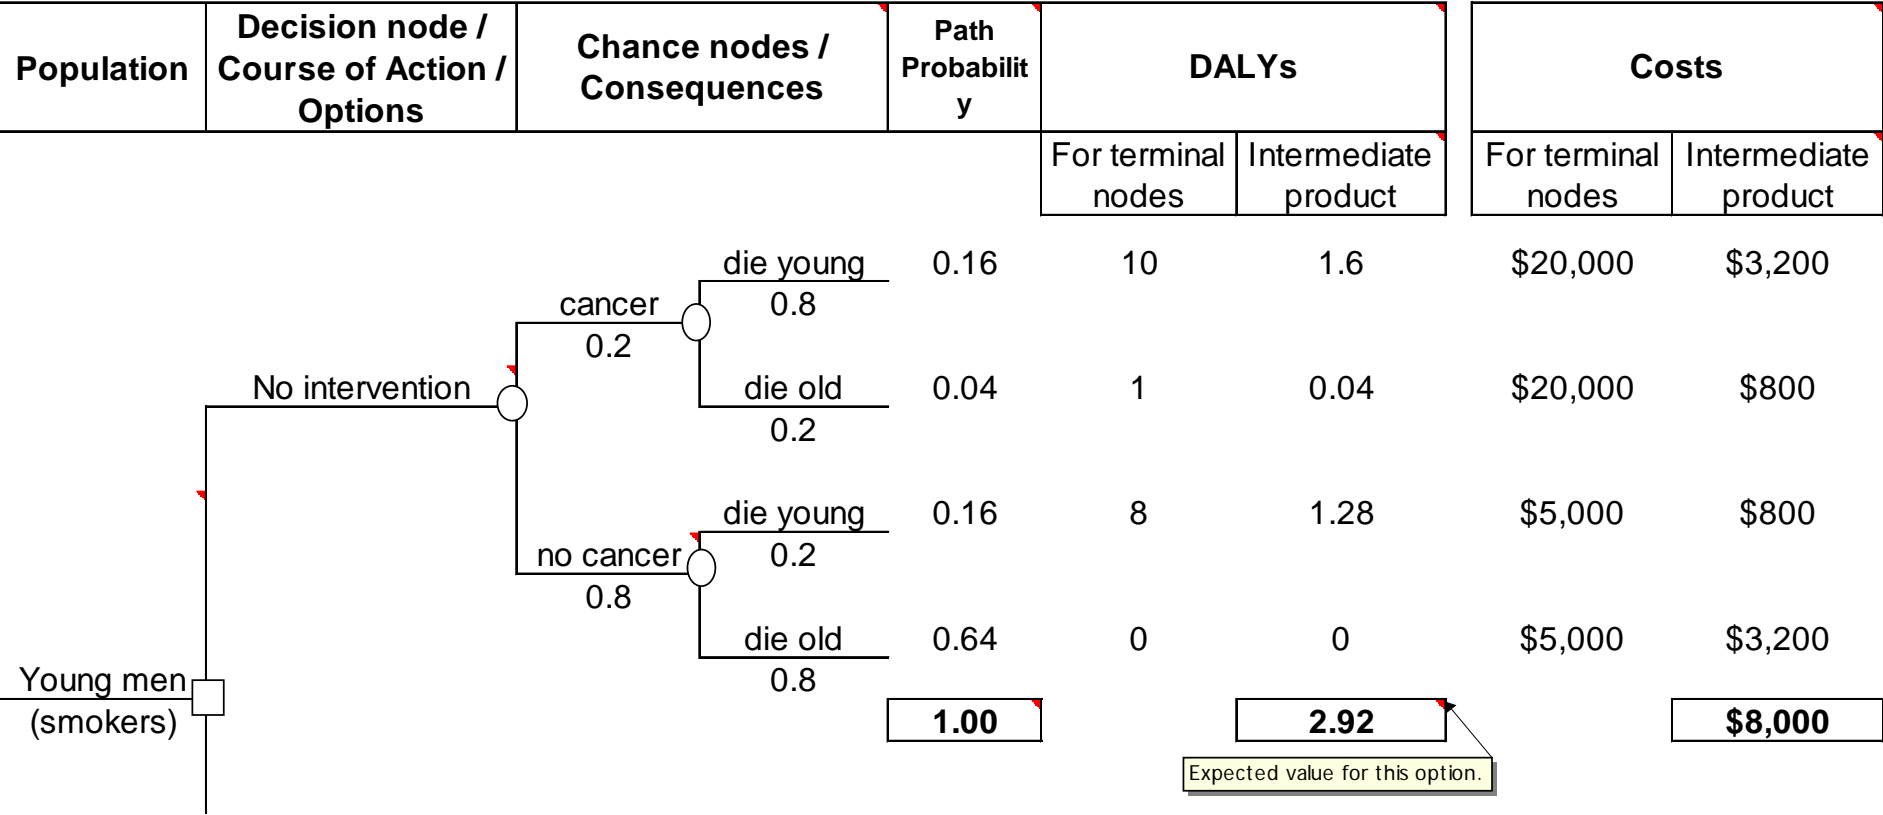 Population
Decision node /
Course of Action /
Options
Chance nodes /
Consequences
Path
Probabilit
y
DALYs
Costs
For terminal
nodes
Intermediate
product
For terminal
nodes
Intermediate
product
die young 0.16 10 1.6 $20,000 $3,200
cancer 0.8
0.2
No intervention die old 0.04 1 0.04 $20,000 $800
0.2
die young 0.16 8 1.28 $5,000 $800
no cancer 0.2
0.8
die old 0.64 0 0 $5,000 $3,200
Young men 0.8
(smokers) 1.00 2.92 $8,000
Expected value for this option.